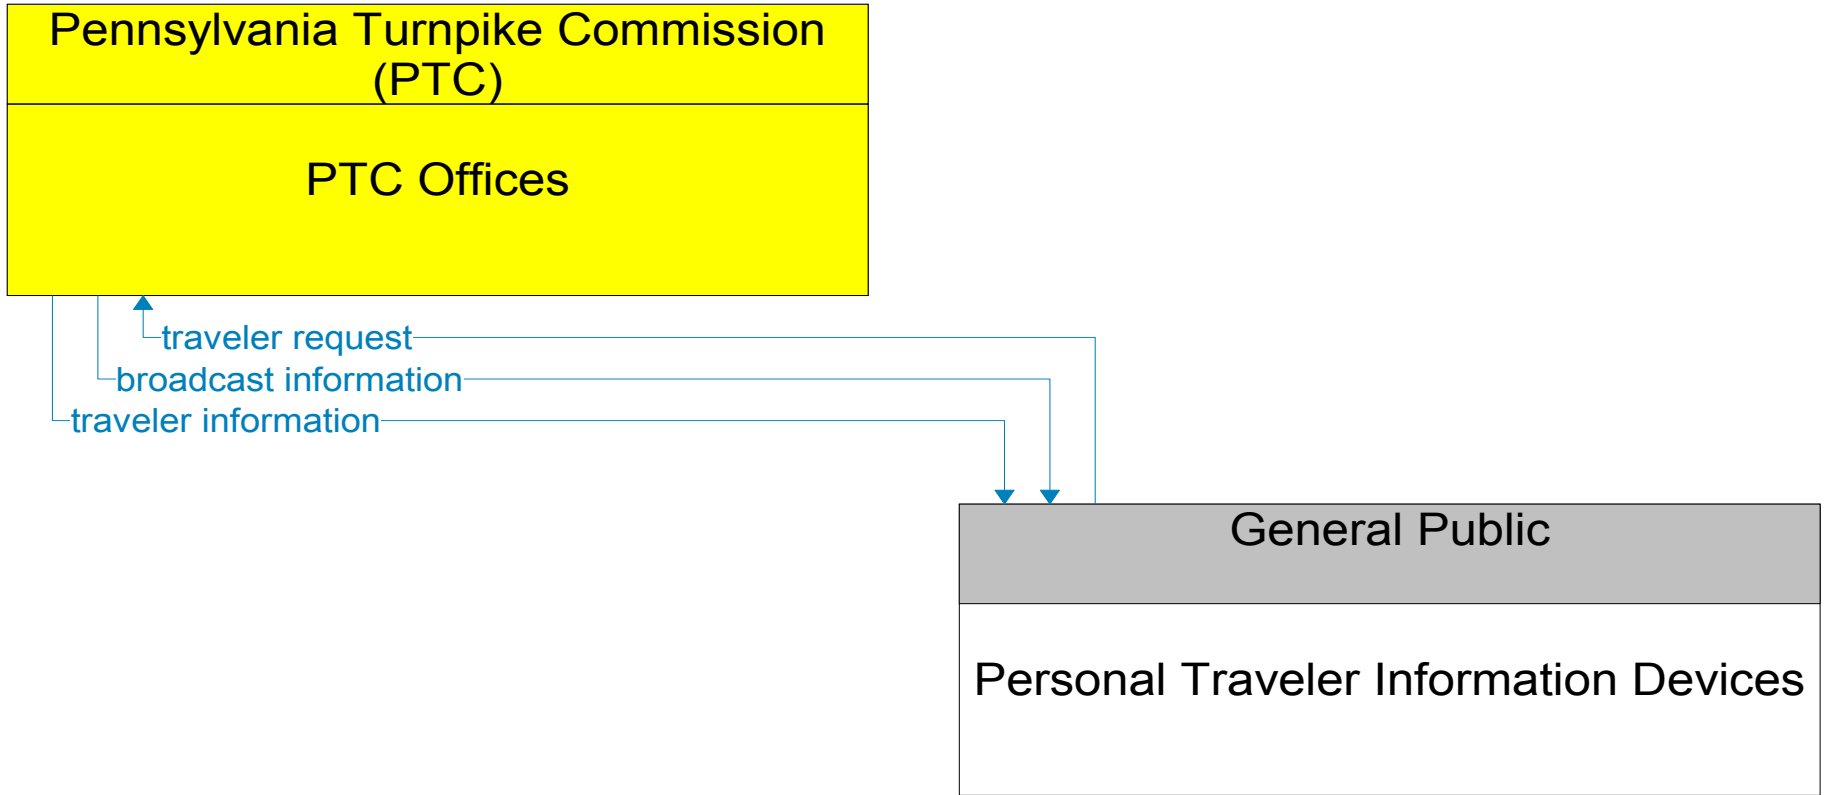 Pennsylvania Turnpike Commission
(PTC)
PTC Offices
traveler request
broadcast information
traveler information
General Public
Personal Traveler Information Devices